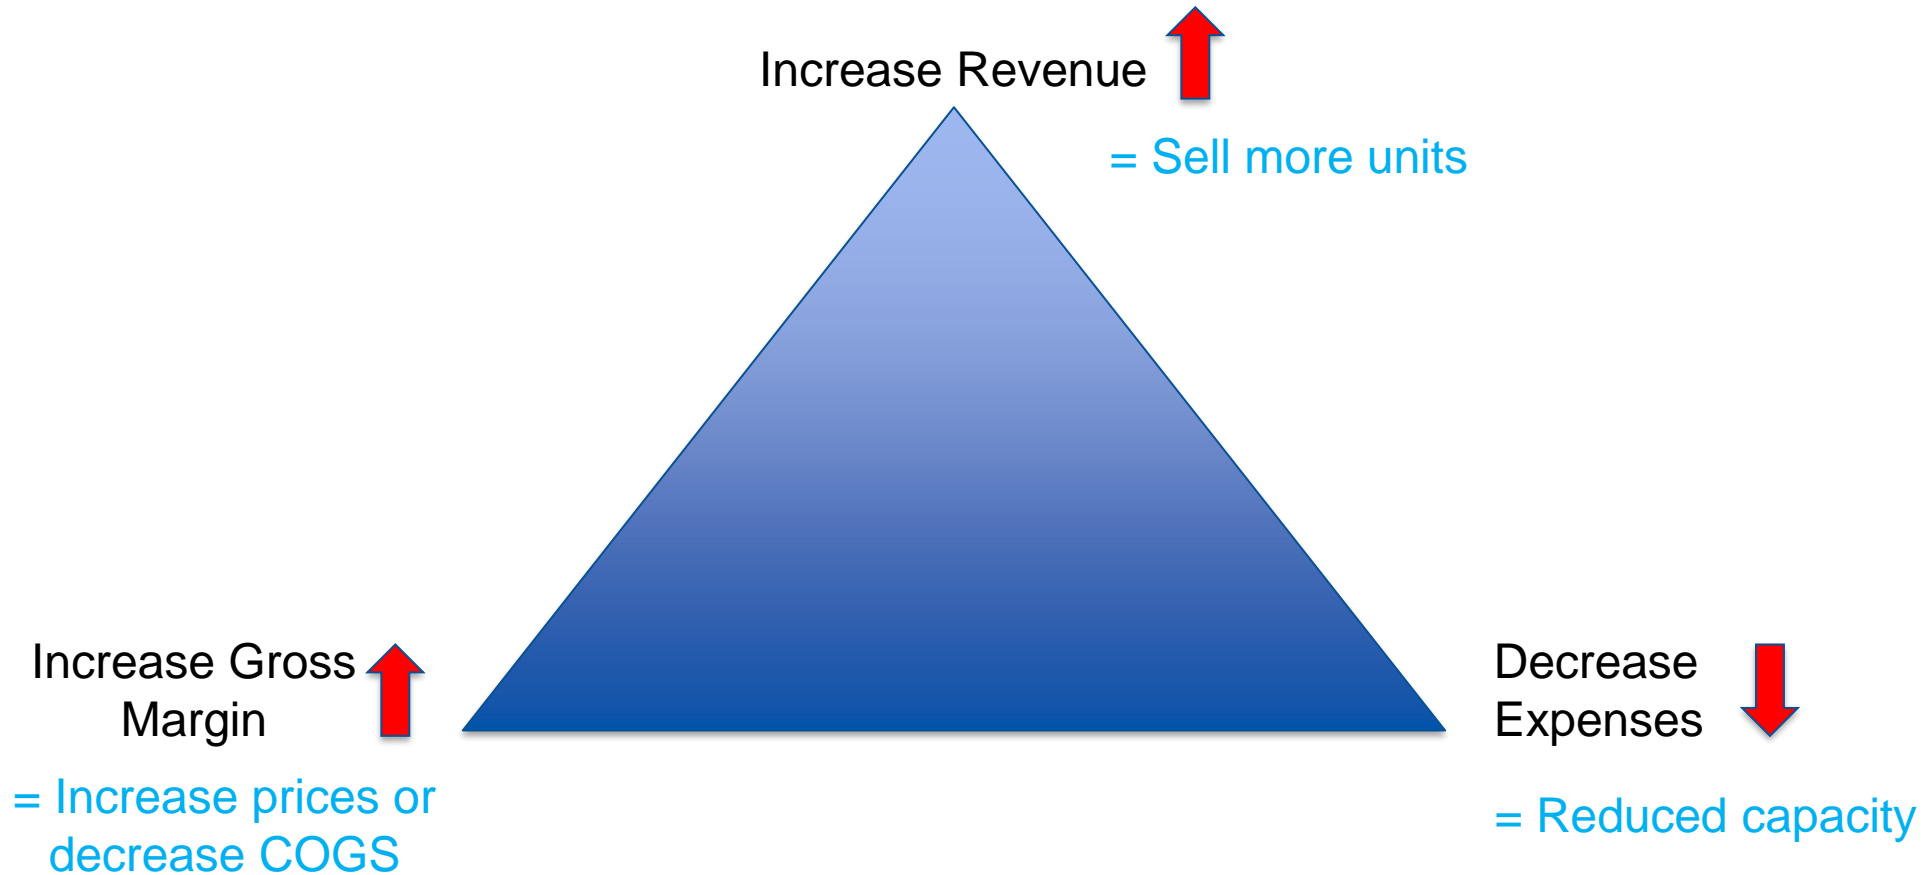 Increase Revenue
= Sell more units
Increase Gross
Margin
= Increase prices or
decrease COGS
Decrease
Expenses
= Reduced capacity